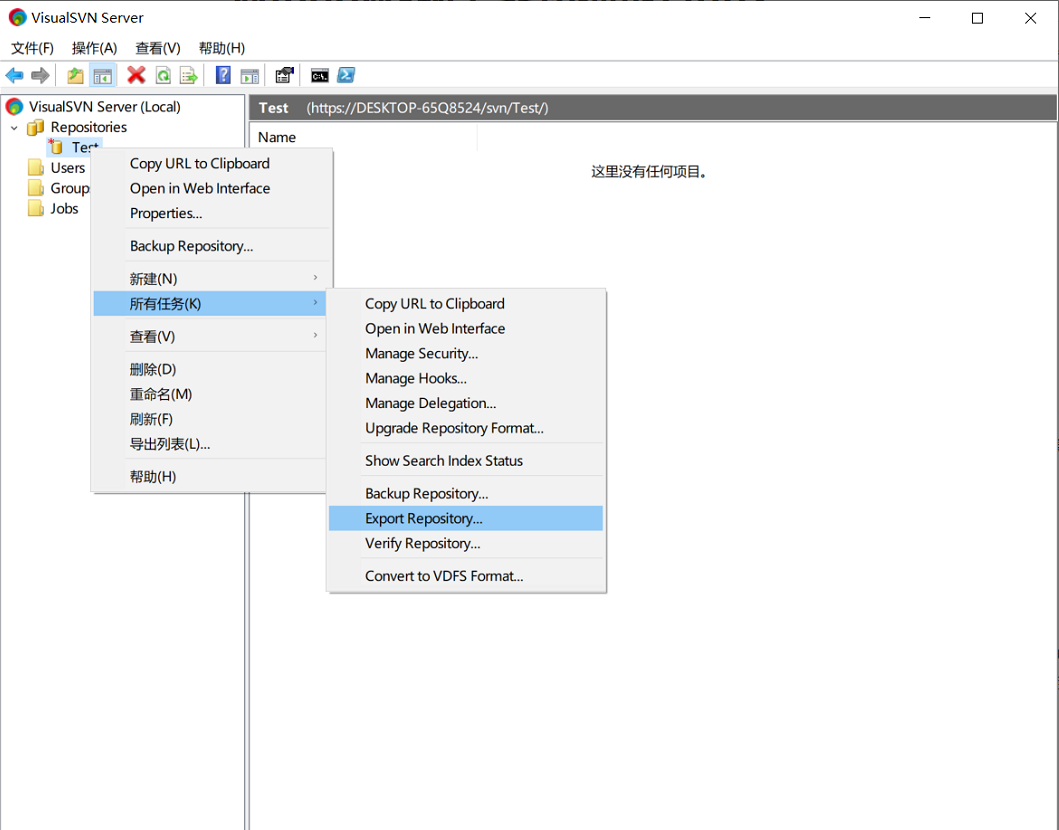 VisualSVN Server
文件(F) 操作(A) 查看(V) 帮助(H)
VisualSVN Server (Local)
Repositories
Test
Users
Group
Jobs
Test (https://DESKTOP-65Q8524/svn/Test/)
Name
这里没有任何项目。
Copy URL to Clipboard
Open in Web Interface
Properties...
Backup Repository...
新建(N)
所有任务(K)
查看(V)
删除(D)
重命名(M)
刷新(F)
导出列表(L)...
帮助(H)
Copy URL to Clipboard
Open in Web Interface
Manage Security...
Manage Hooks...
Manage Delegation...
Upgrade Repository Format...
Show Search Index Status
Backup Repository...
Export Repository...
Verify Repository...
Convert to VDFS Format...